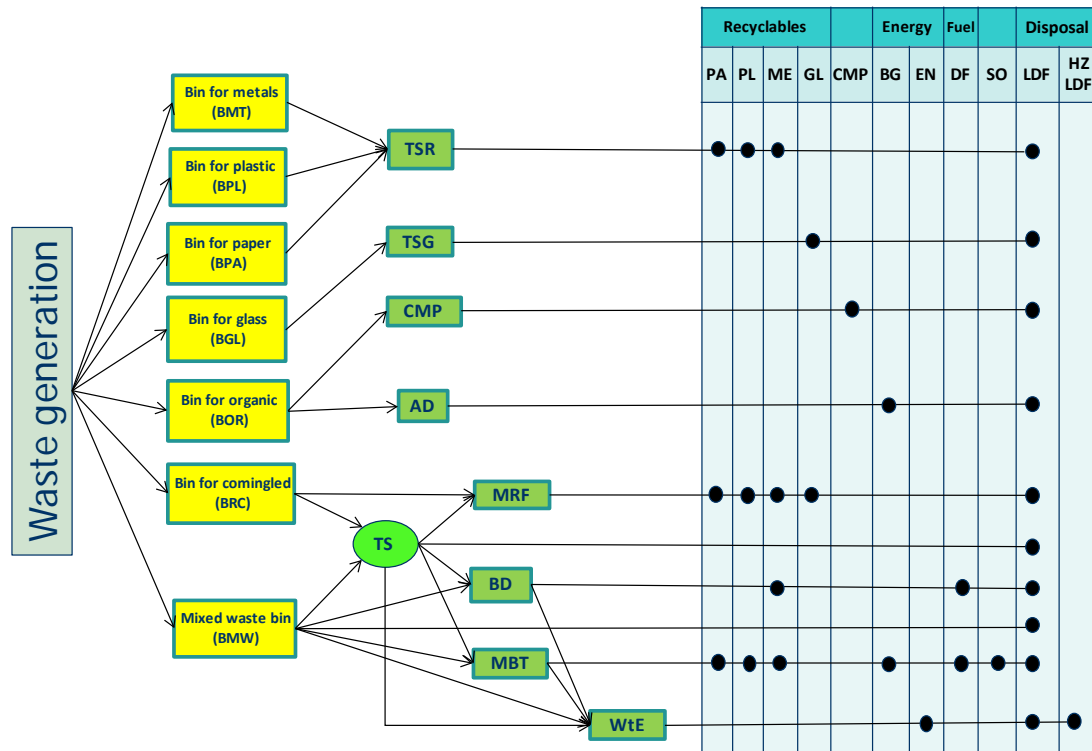 Recyclables Energy Fuel Disposal
PA PL ME GL CMP BG EN DF SO LDF HZ
LDF
Waste generation
Bin for metals
(BMT)
Bin for plastic
(BPL)
Bin for paper
(BPA)
Bin for glass
(BGL)
Bin for organic
(BOR)
Bin for comingled
(BRC)
Mixed waste bin
(BMW)
TSR
TSG
CMP
AD
MRF
TS
BD
MBT
WtE